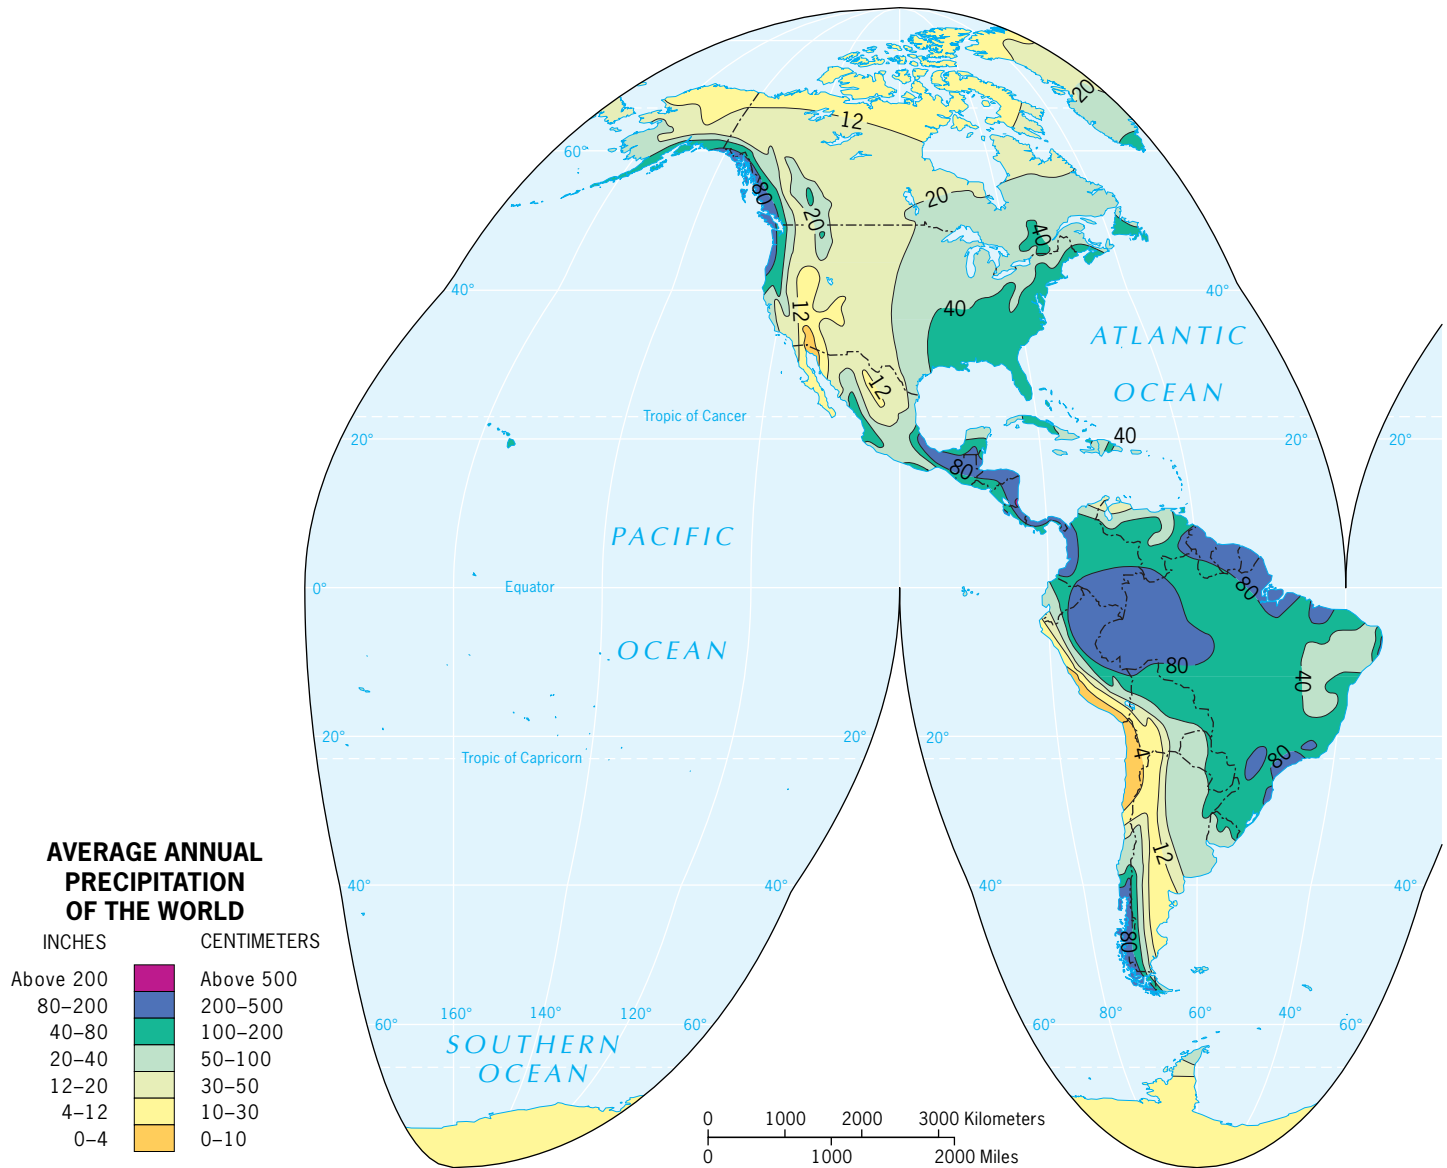 20
12
60°
80
20
20
40
40°
12
40
40°
ATLANTIC
OCEAN
12
Tropic of Cancer
20°
40
20°
20°
80
PACIFIC
OCEAN
0°
Equator
80
80
40
20°
20°
20°
Tropic of Capricorn
4
80
12
40°
40°
40°
40°
80
AVERAGE ANNUAL
PRECIPITATION
OF THE WORLD
INCHES CENTIMETERS
Above 200 Above 500
80–200 200–500
40–80 100–200
20–40 50–100
12–20 30–50
4–12 10–30
0–4 0–10
60° 160° 140° 120° 60°
60° 80° 60° 40° 60°
SOUTHERN
OCEAN
0 1000 2000 3000 Kilometers
0 1000 2000 Miles